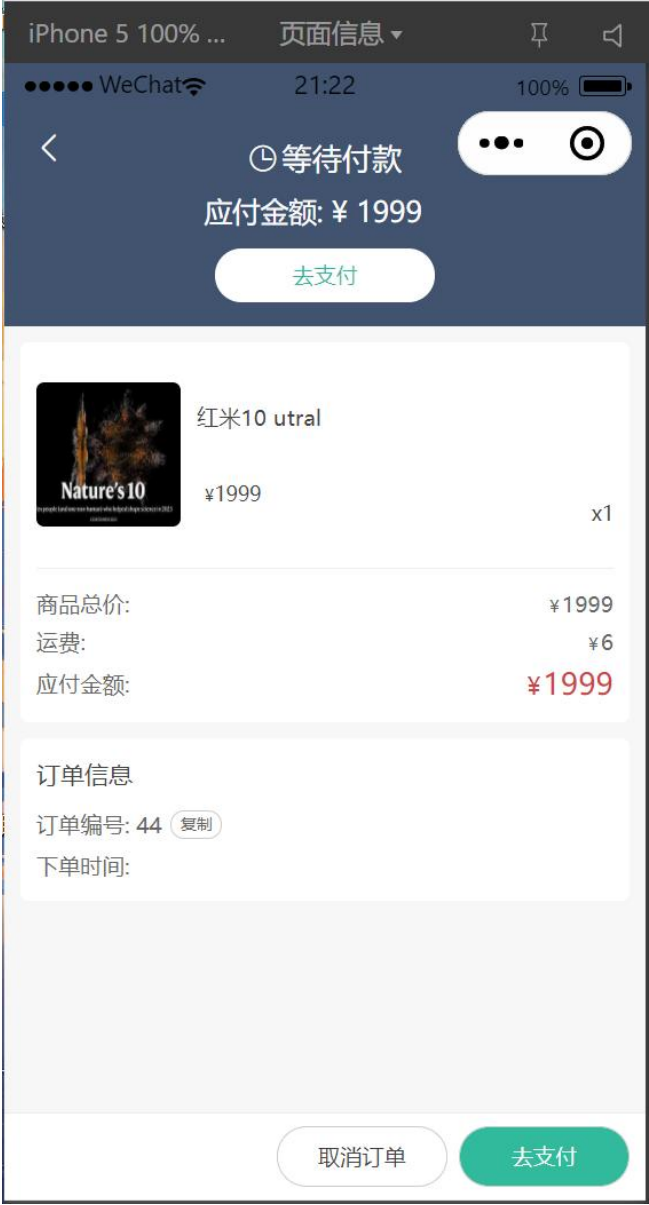 iPhone 5 100% ... 页面信息
WeChat 21:22 100%
等待付款
应付金额: ¥ 1999
去支付
红米10 utral
Nature's 10
¥1999
x1
商品总价: ¥1999
运费: ¥6
应付金额: ¥1999
订单信息
订单编号: 44 复制
下单时间:
取消订单 去支付